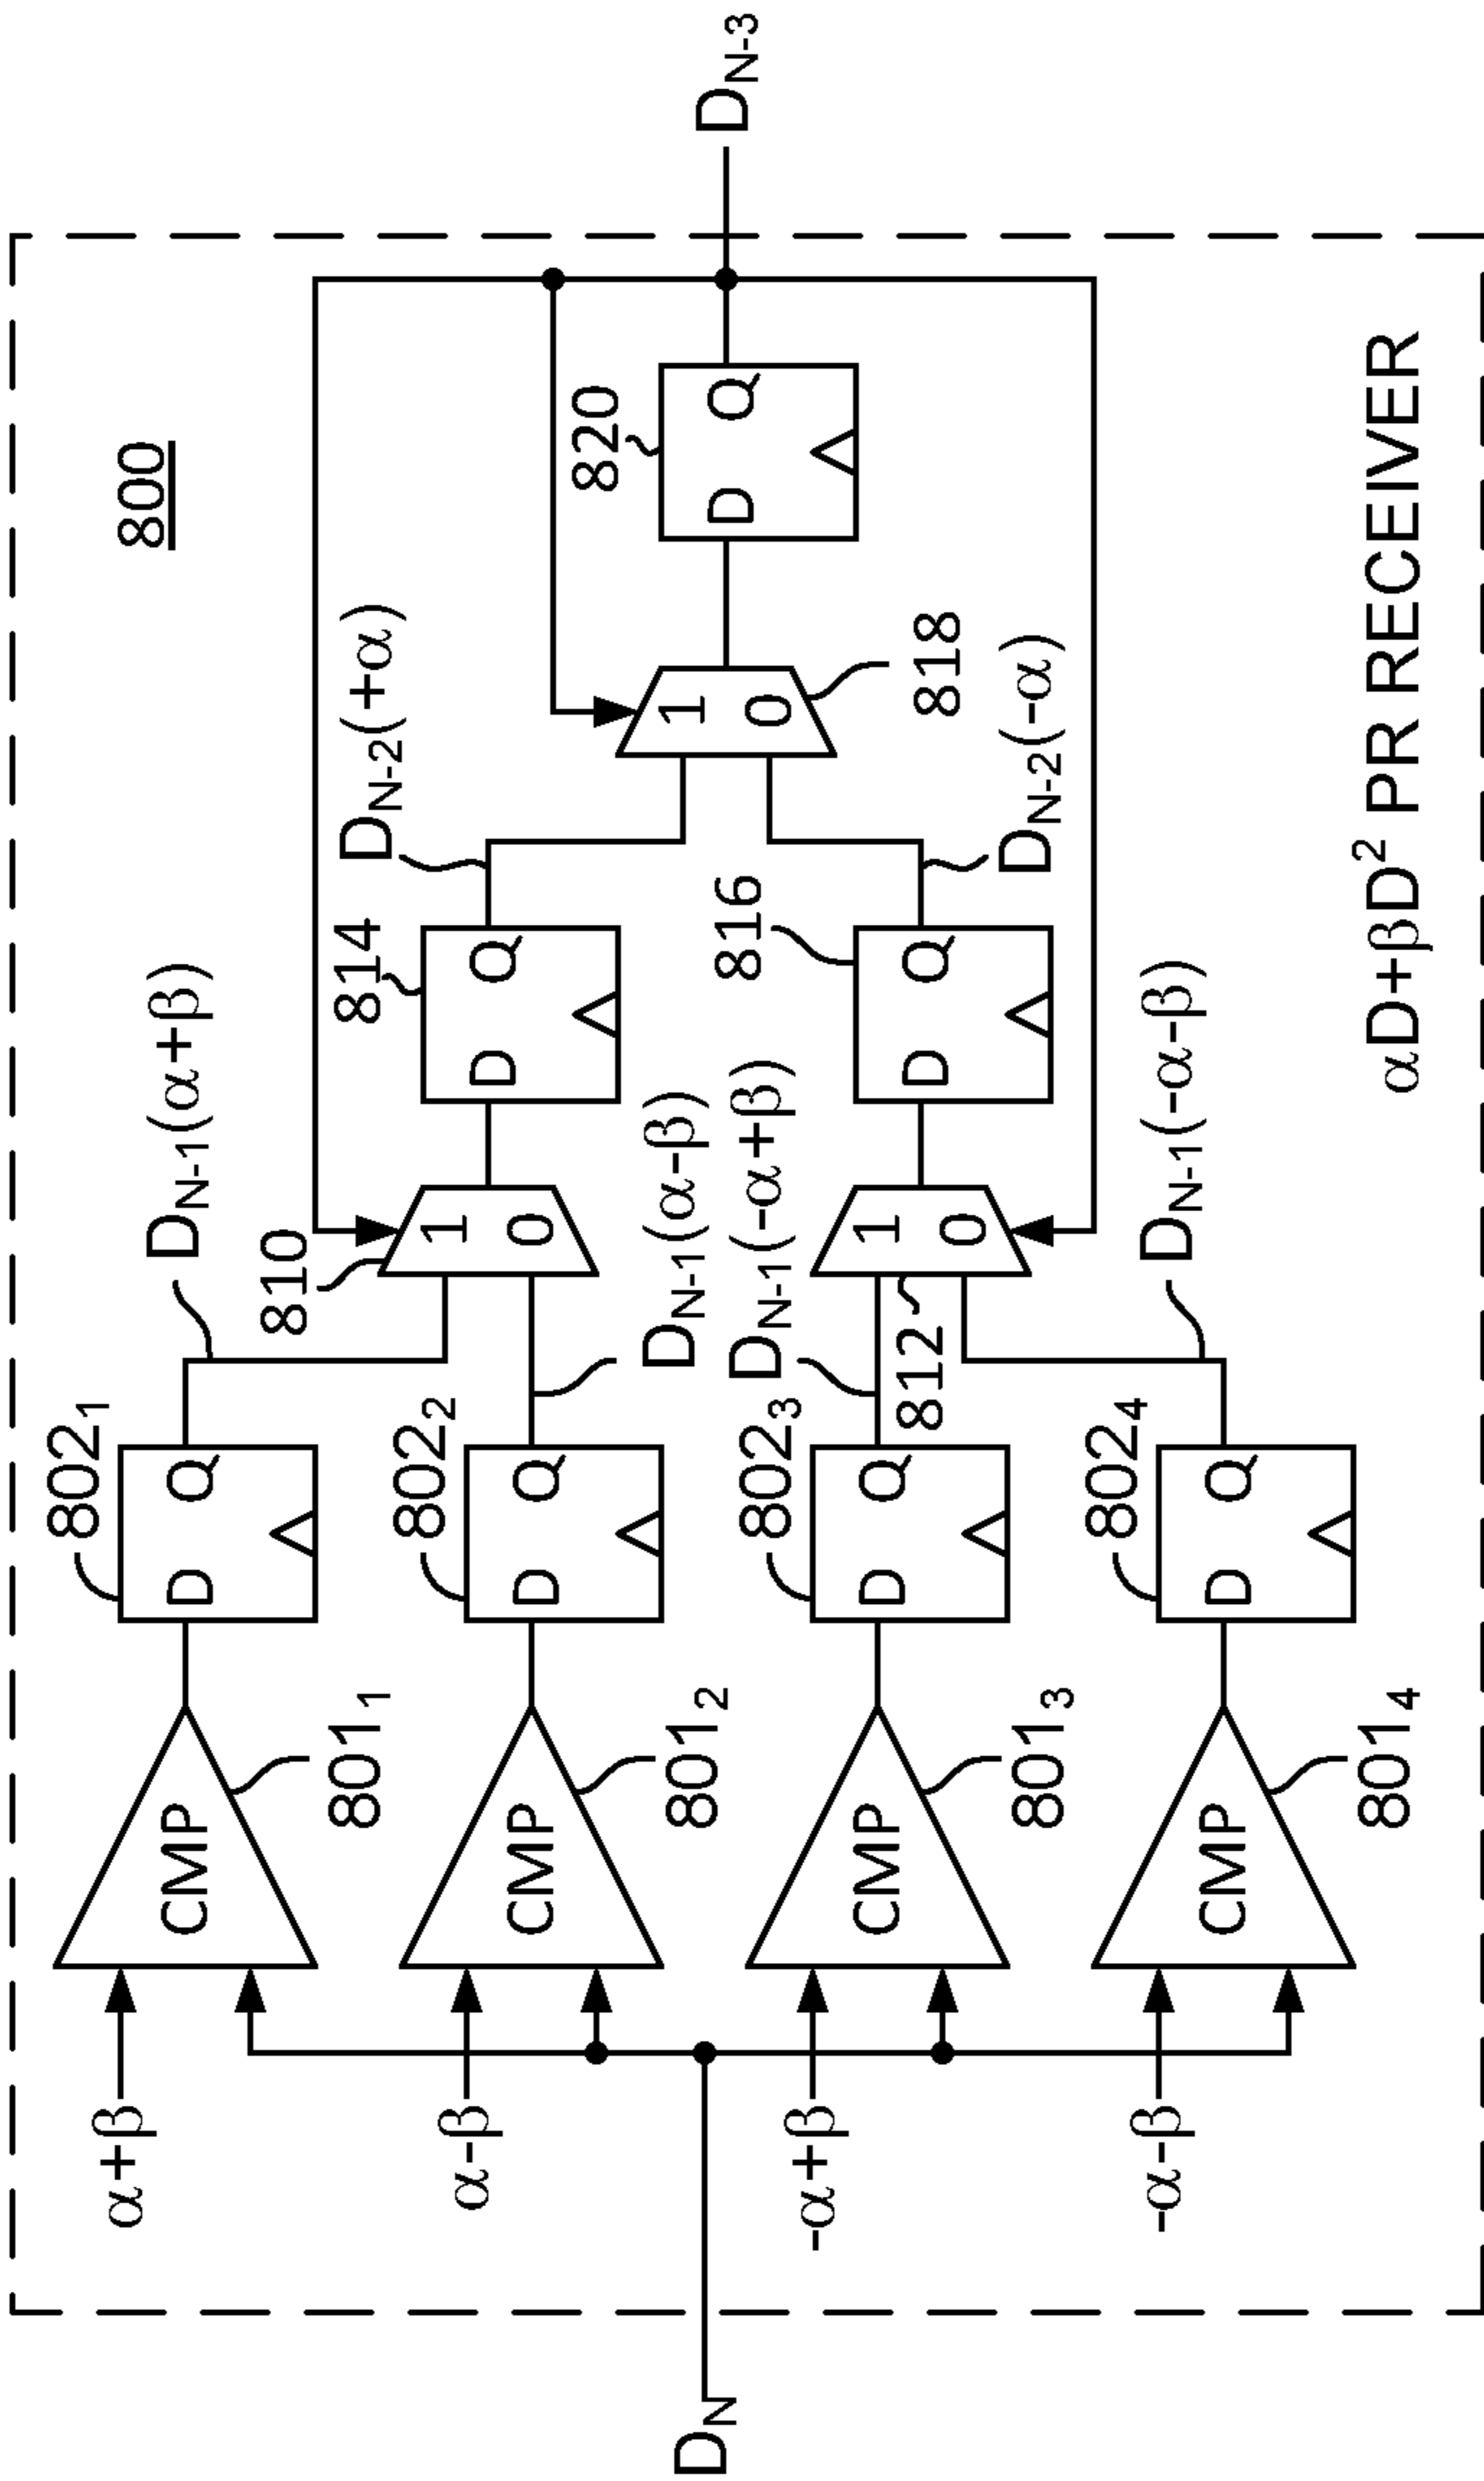 800
α+β
CMP
801₁
D Q
802₁
D_N-1(α+β)
α-β
CMP
801₂
D Q
802₂
D_N-1(α-β)
-α+β
CMP
801₃
D Q
802₃
D_N-1(-α+β)
-α-β
CMP
801₄
D Q
802₄
D_N-1(-α-β)
D_N
810
1
0
812
1
0
814
D Q
D_N-2(+α)
816
D Q
D_N-2(-α)
818
1
0
820
D Q
D_N-3
αD+βD² PR RECEIVER